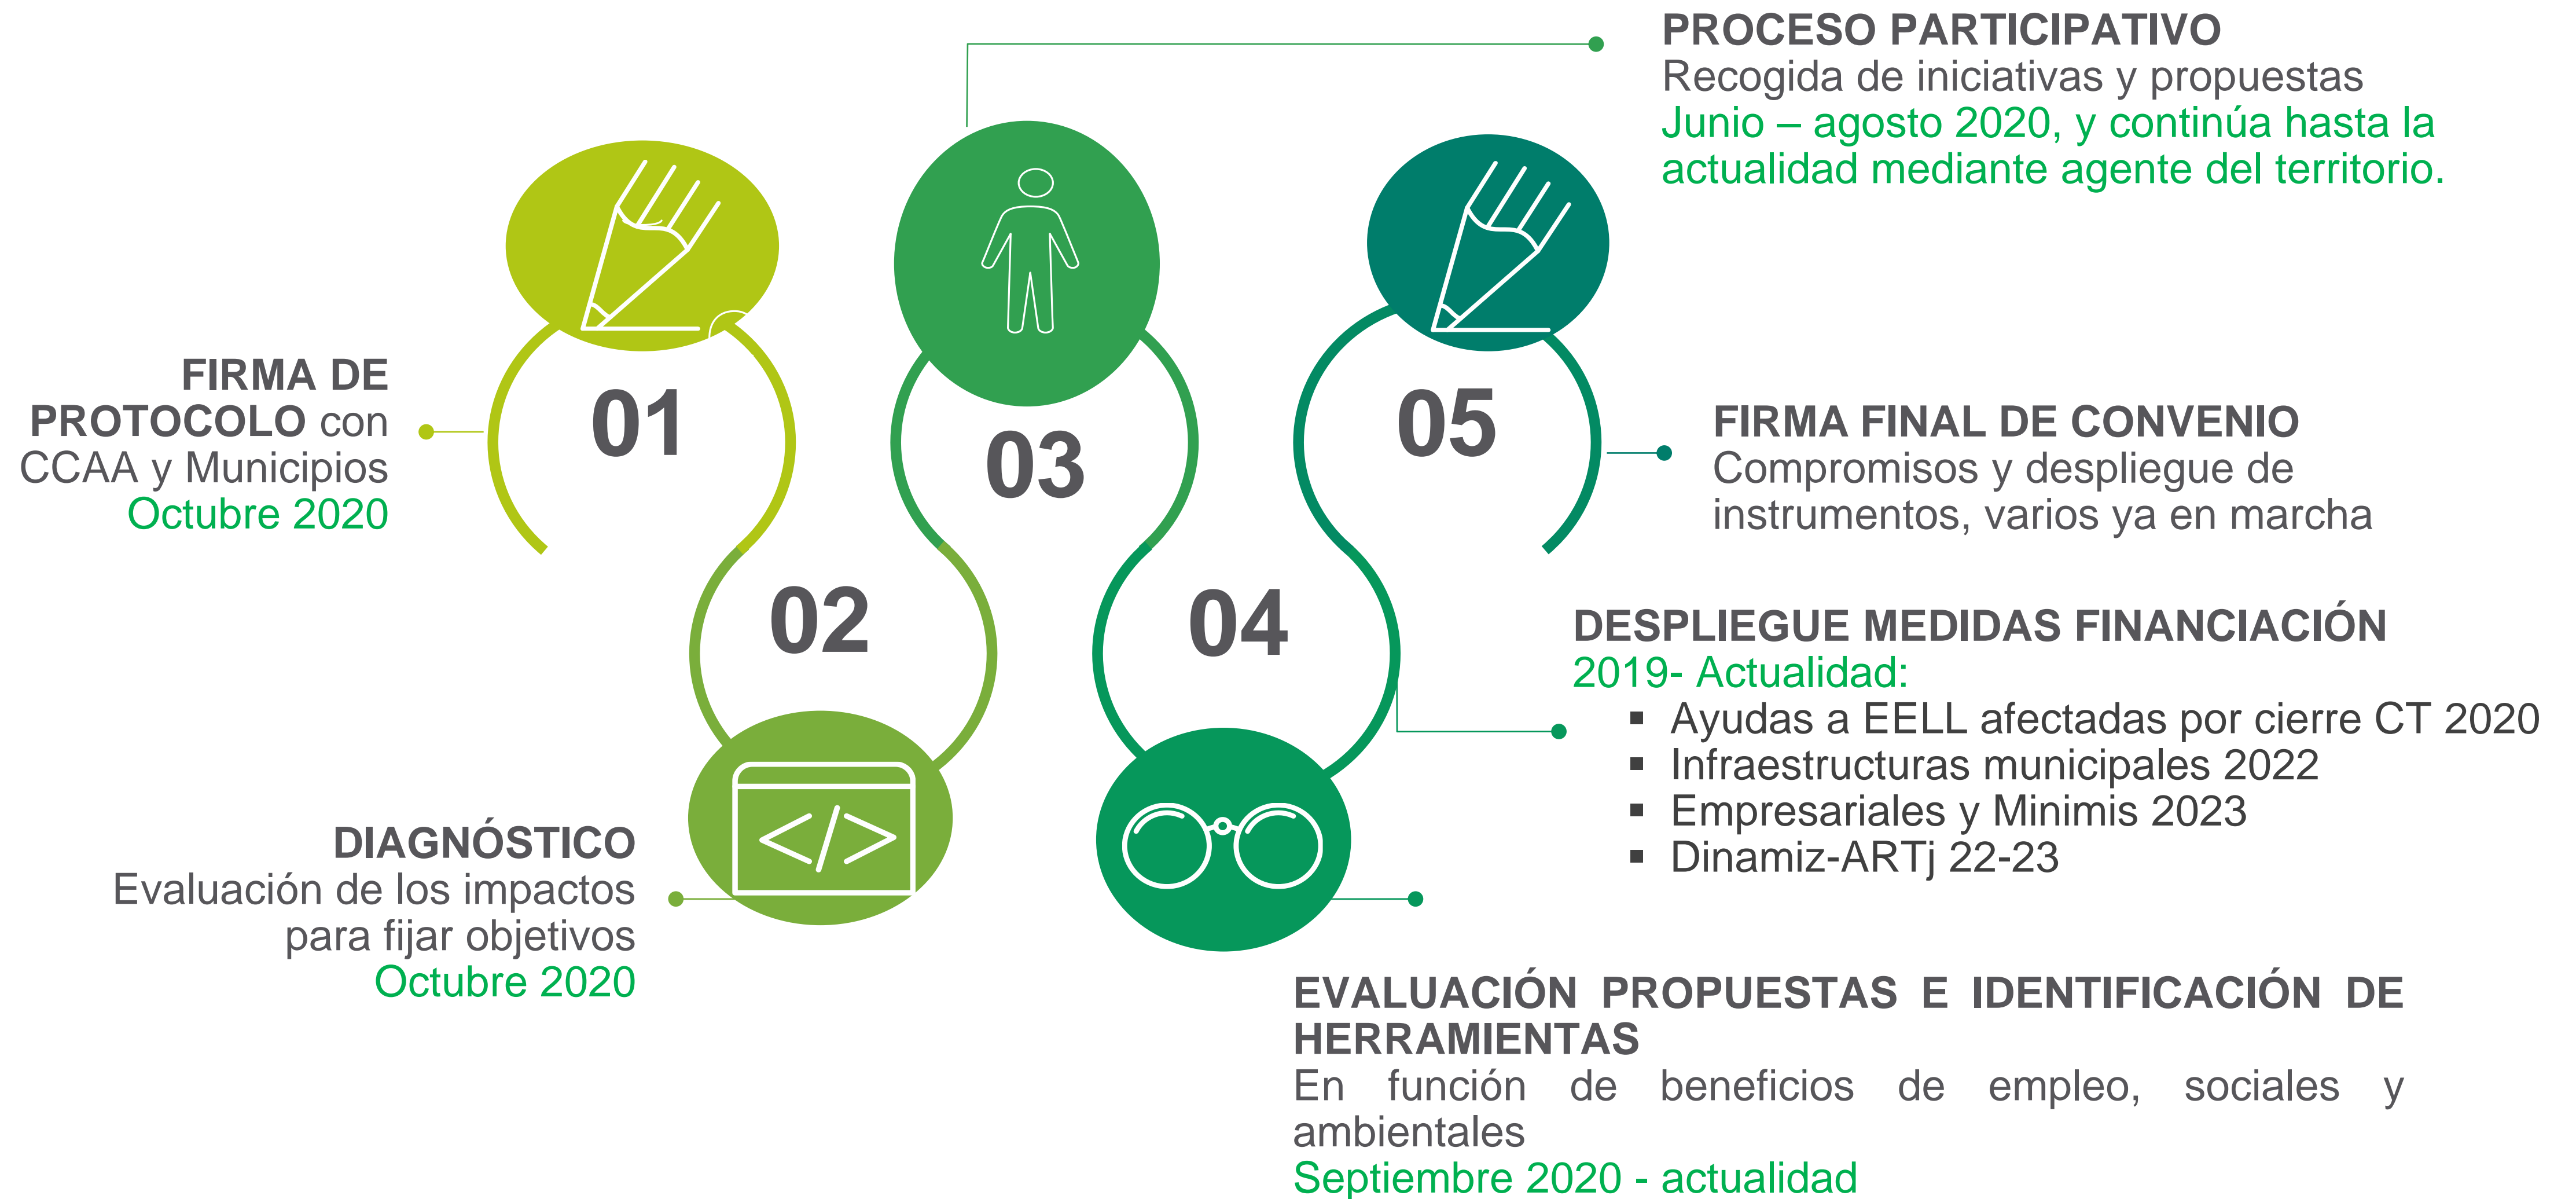 FIRMA DE
PROTOCOLO con
CCAA y Municipios
Octubre 2020
01
DIAGNÓSTICO
Evaluación de los impactos
para fijar objetivos
Octubre 2020
02
</>
PROCESO PARTICIPATIVO
Recogida de iniciativas y propuestas
Junio – agosto 2020, y continúa hasta la
actualidad mediante agente del territorio.
03
04
DESPLIEGUE MEDIDAS FINANCIACIÓN
2019- Actualidad:
▪ Ayudas a EELL afectadas por cierre CT 2020
▪ Infraestructuras municipales 2022
▪ Empresariales y Minimis 2023
▪ Dinamiz-ARTj 22-23
EVALUACIÓN PROPUESTAS E IDENTIFICACIÓN DE
HERRAMIENTAS
En función de beneficios de empleo, sociales y
ambientales
Septiembre 2020 - actualidad
05
FIRMA FINAL DE CONVENIO
Compromisos y despliegue de
instrumentos, varios ya en marcha